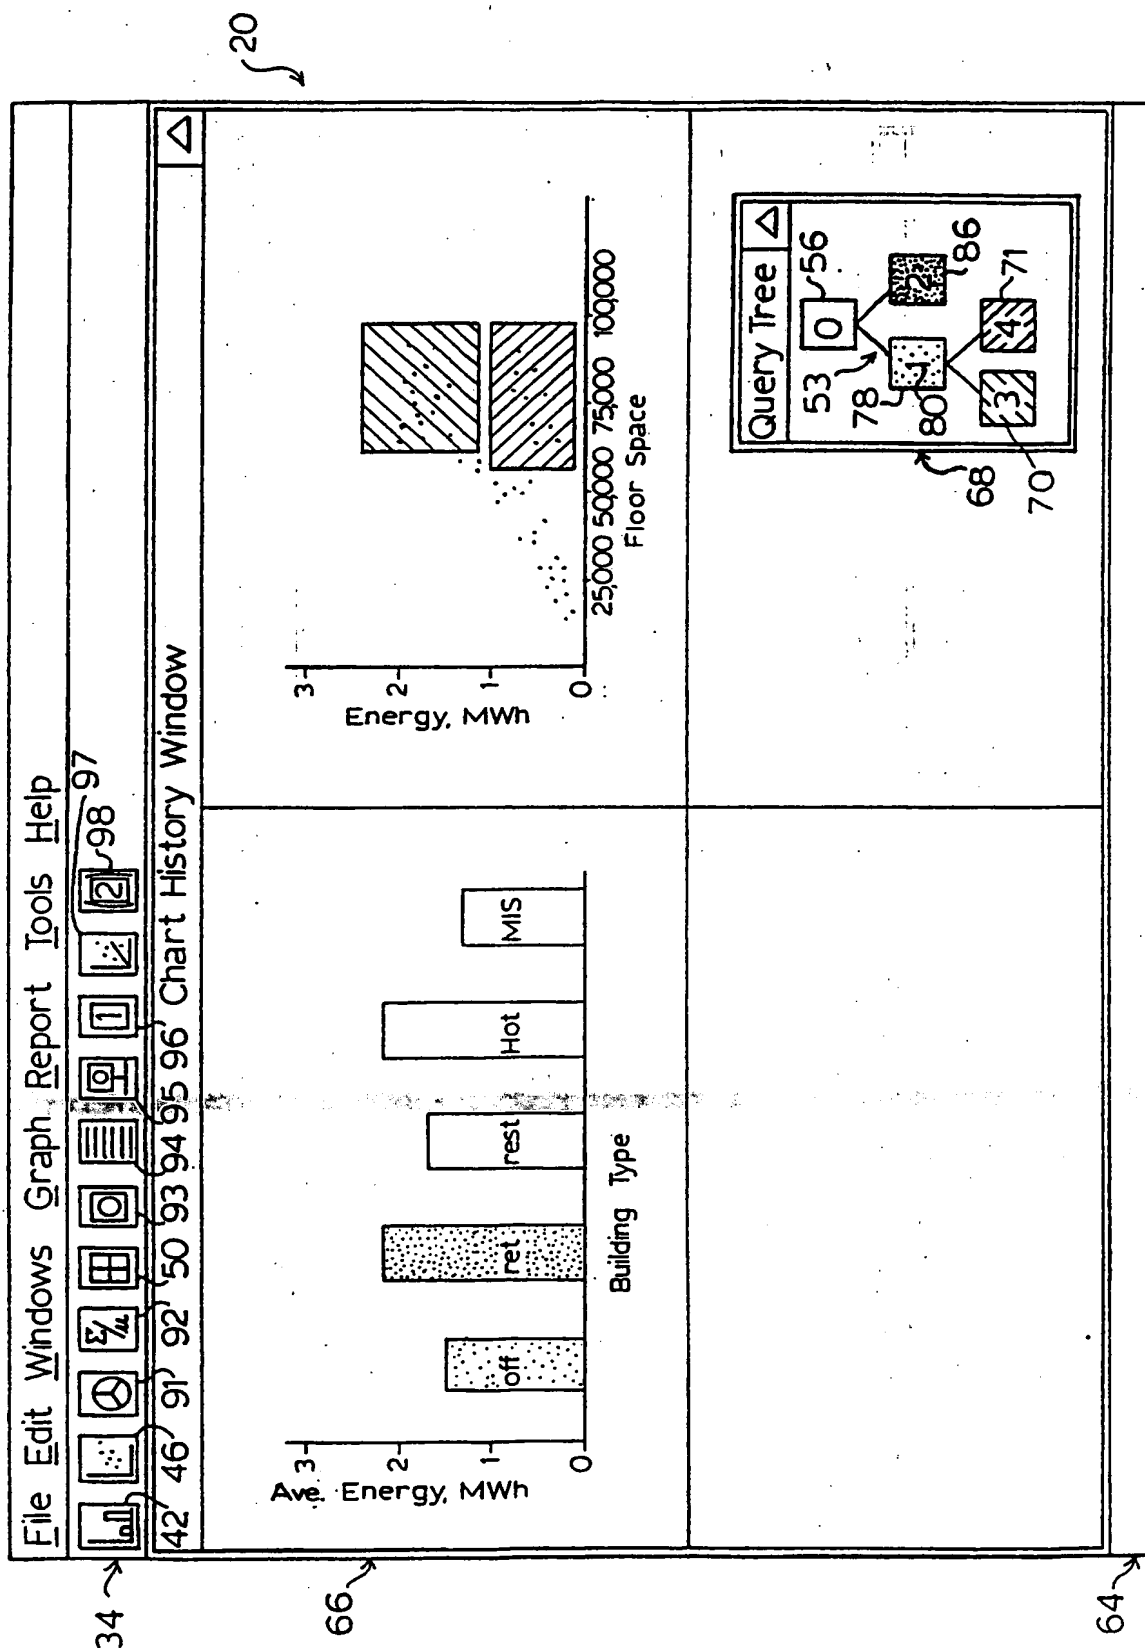 20
File Edit Windows Graph Report Tools Help
34
Σ/μ
1
2
97
98
42 46 91 92 50 93 94 95 96 Chart History Window
66
3
2
1
0
Ave. Energy, MWh
off
ret
rest
Hot
MIS
Building Type
3
2
1
0
Energy, MWh
25,000 50,000 75,000 100,000
Floor Space
Query Tree
0
56
53
78
1
2
80
86
3
4
71
70
68
64